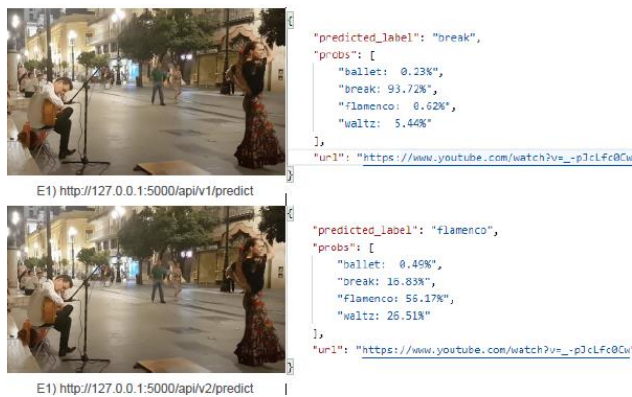 {
"predicted_label": "break",
"probs": [
"ballet:  0.23%",
"break: 93.72%",
"flamenco:  0.62%",
"waltz:  5.44%"
],
"url": "https://www.youtube.com/watch?v=_-pJcLfc0Cw
}
E1) http://127.0.0.1:5000/api/v1/predict
{
"predicted_label": "flamenco",
"probs": [
"ballet:  0.49%",
"break: 16.83%",
"flamenco: 56.17%",
"waltz: 26.51%"
],
"url": "https://www.youtube.com/watch?v=_-pJcLfc0Cw"
}
E1) http://127.0.0.1:5000/api/v2/predict